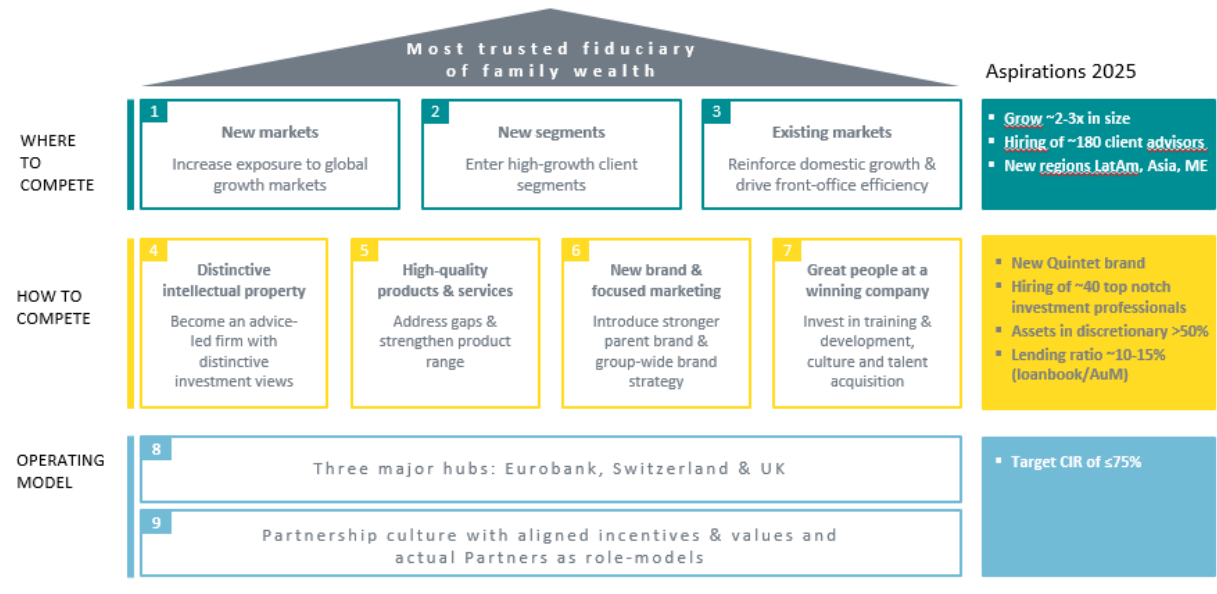 Most trusted fiduciary
of family wealth
Aspirations 2025
WHERE
TO
COMPETE
1
New markets
Increase exposure to global
growth markets
2
New segments
Enter high-growth client
segments
3
Existing markets
Reinforce domestic growth &
drive front-office efficiency
▪ Grow ~2-3x in size
▪ Hiring of ~180 client advisors
▪ New regions LatAm, Asia, ME
HOW TO
COMPETE
4
Distinctive
intellectual property
Become an advice-
led firm with
distinctive
investment views
5
High-quality
products & services
Address gaps &
strengthen product
range
6
New brand &
focused marketing
Introduce stronger
parent brand &
group-wide brand
strategy
7
Great people at a
winning company
Invest in training &
development,
culture and talent
acquisition
▪ New Quintet brand
▪ Hiring of ~40 top notch
investment professionals
▪ Assets in discretionary >50%
▪ Lending ratio ~10-15%
(loanbook/AuM)
OPERATING
MODEL
8
Three major hubs: Eurobank, Switzerland & UK
9
Partnership culture with aligned incentives & values and
actual Partners as role-models
▪ Target CIR of ≤75%